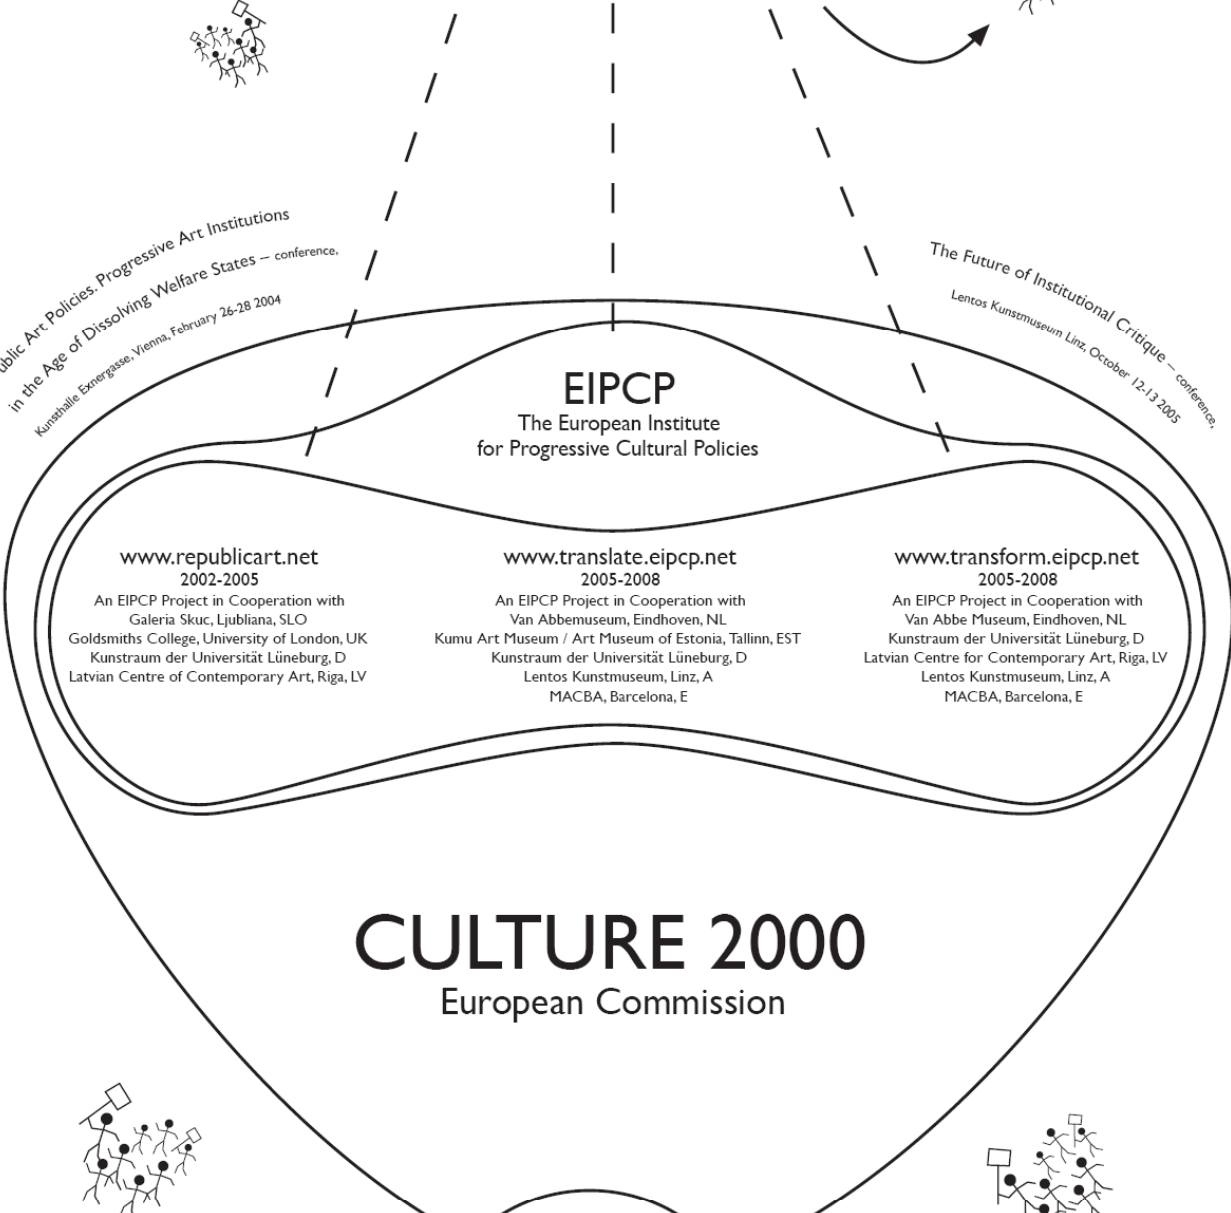 ublic Art Policies. Progressive Art Institutions
in the Age of Dissolving Welfare States – conference,
Kunsthalle Exnergasse, Vienna, February 26-28 2004
The Future of Institutional Critique – conference,
Lentos Kunstmuseum Linz, October 12-13 2005
EIPCP
The European Institute
for Progressive Cultural Policies
www.republicart.net
2002-2005
An EIPCP Project in Cooperation with
Galeria Skuc, Ljubliana, SLO
Goldsmiths College, University of London, UK
Kunstraum der Universität Lüneburg, D
Latvian Centre of Contemporary Art, Riga, LV
www.translate.eipcp.net
2005-2008
An EIPCP Project in Cooperation with
Van Abbemuseum, Eindhoven, NL
Kumu Art Museum / Art Museum of Estonia, Tallinn, EST
Kunstraum der Universität Lüneburg, D
Lentos Kunstmuseum, Linz, A
MACBA, Barcelona, E
www.transform.eipcp.net
2005-2008
An EIPCP Project in Cooperation with
Van Abbe Museum, Eindhoven, NL
Kunstraum der Universität Lüneburg, D
Latvian Centre for Contemporary Art, Riga, LV
Lentos Kunstmuseum, Linz, A
MACBA, Barcelona, E
CULTURE 2000
European Commission